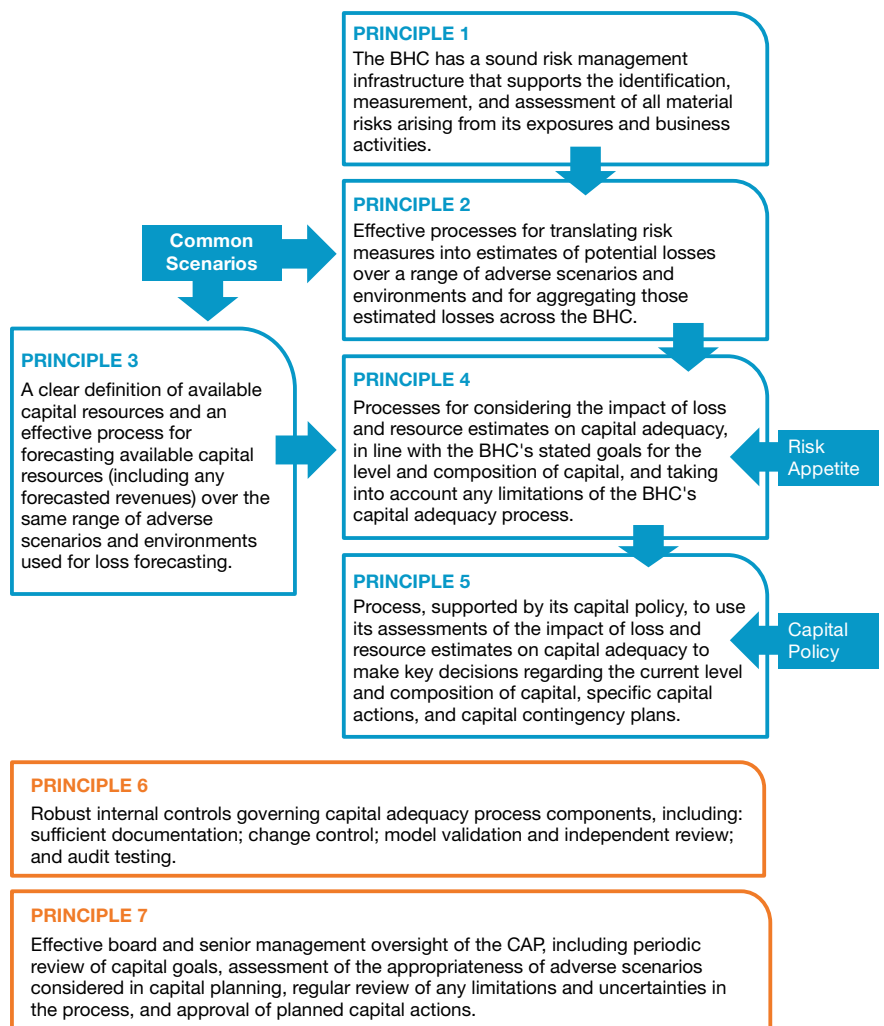 PRINCIPLE 1
The BHC has a sound risk management
infrastructure that supports the identification,
measurement, and assessment of all material
risks arising from its exposures and business
activities.
PRINCIPLE 2
Effective processes for translating risk
measures into estimates of potential losses
over a range of adverse scenarios and
environments and for aggregating those
estimated losses across the BHC.
Common
Scenarios
PRINCIPLE 3
A clear definition of available
capital resources and an
effective process for
forecasting available capital
resources (including any
forecasted revenues) over the
same range of adverse
scenarios and environments
used for loss forecasting.
PRINCIPLE 4
Processes for considering the impact of loss
and resource estimates on capital adequacy,
in line with the BHC's stated goals for the
level and composition of capital, and taking
into account any limitations of the BHC's
capital adequacy process.
Risk
Appetite
PRINCIPLE 5
Process, supported by its capital policy, to use
its assessments of the impact of loss and
resource estimates on capital adequacy to
make key decisions regarding the current level
and composition of capital, specific capital
actions, and capital contingency plans.
Capital
Policy
PRINCIPLE 6
Robust internal controls governing capital adequacy process components, including:
sufficient documentation; change control; model validation and independent review;
and audit testing.
PRINCIPLE 7
Effective board and senior management oversight of the CAP, including periodic
review of capital goals, assessment of the appropriateness of adverse scenarios
considered in capital planning, regular review of any limitations and uncertainties in
the process, and approval of planned capital actions.